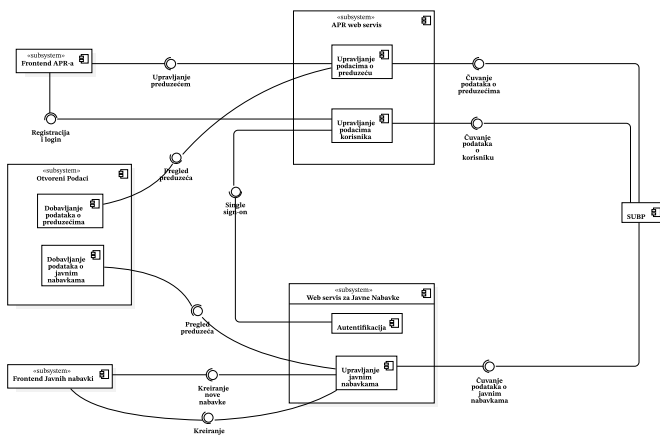 «subsystem»
APR web servis
«subsystem»
Frontend APR-a
Upravljanje
podacima o
preduzeću
Upravljanje
preduzećem
Čuvanje
podataka o
preduzećima
Registracija
i login
Upravljanje
podacima
korisnika
Čuvanje
podataka
o
korisniku
«subsystem»
Otvoreni Podaci
Pregled
preduzeća
Dobavljanje
podataka o
preduzećima
Single
sign-on
SUBP
Dobavljanje
podataka o
javnim
nabavkama
«subsystem»
Web servis za Javne Nabavke
Pregled
preduzeća
Autentifikacija
«subsystem»
Frontend Javnih nabavki
Upravljanje
javnim
nabavkama
Kreiranje
nove
nabavke
Čuvanje
podataka o
javnim
nabavkama
Kreiranje